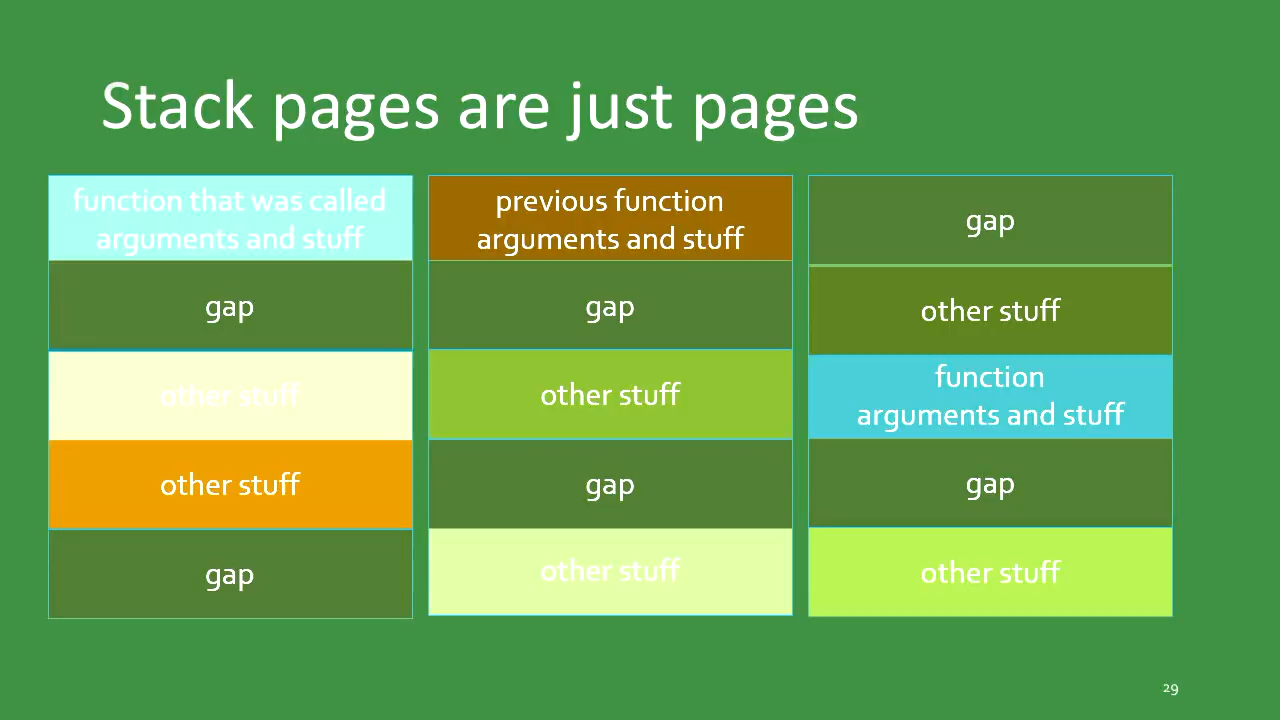 Stack pages are just pages
function that was called
arguments and stuff
gap
other stuff
other stuff
gap
previous function
arguments and stuff
gap
other stuff
gap
other stuff
gap
other stuff
function
arguments and stuff
gap
other stuff
29